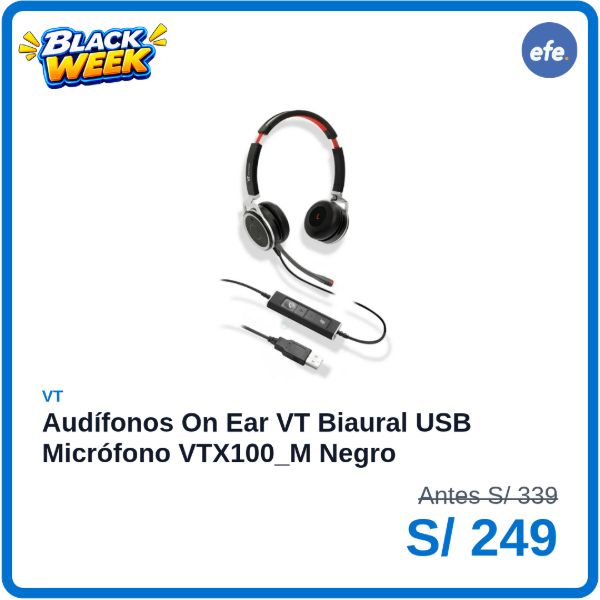 BLACK
WEEK
efe.
VT
Audífonos On Ear VT Biaural USB
Micrófono VTX100_M Negro
Antes S/ 339
S/ 249